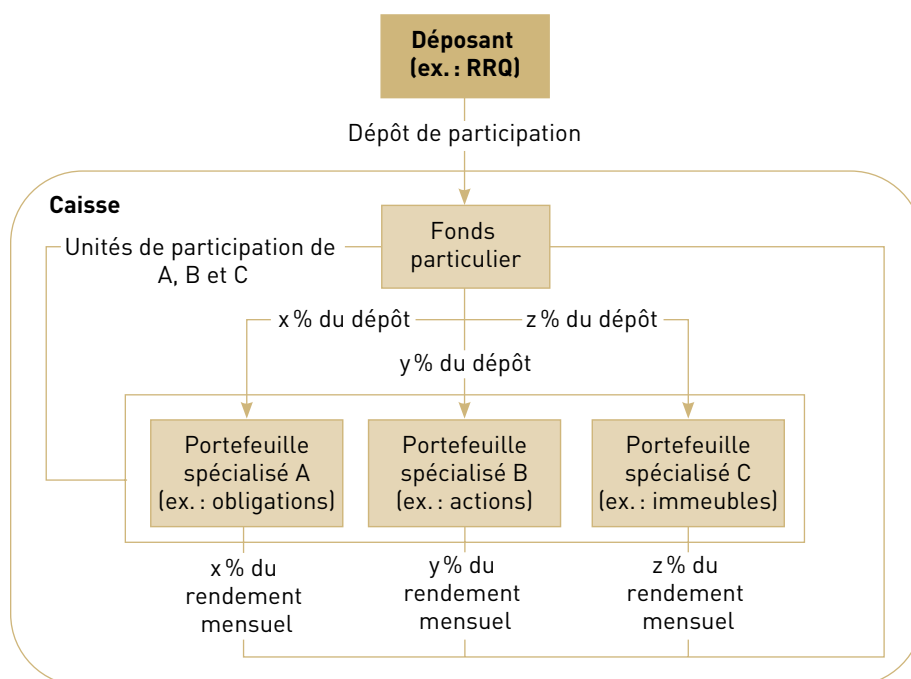 Déposant
(ex. : RRQ)
Dépôt de participation
Caisse
Unités de participation de
A, B et C
Fonds
particulier
x % du dépôt
z % du dépôt
y % du dépôt
Portefeuille
spécialisé A
(ex. : obligations)
Portefeuille
spécialisé B
(ex. : actions)
Portefeuille
spécialisé C
(ex. : immeubles)
x % du
rendement
mensuel
y % du
rendement
mensuel
z % du
rendement
mensuel